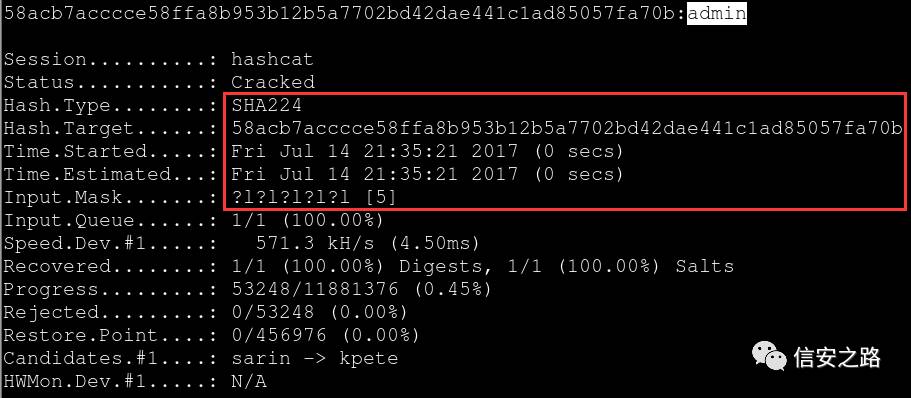 58acb7acccce58ffa8b953b12b5a7702bd42dae441c1ad85057fa70b:admin
Session..........: hashcat
Status...........: Cracked
Hash.Type........: SHA224
Hash.Target......: 58acb7acccce58ffa8b953b12b5a7702bd42dae441c1ad85057fa70b
Time.Started.....: Fri Jul 14 21:35:21 2017 (0 secs)
Time.Estimated...: Fri Jul 14 21:35:21 2017 (0 secs)
Input.Mask.......: ?l?l?l?l?l [5]
Input.Queue......: 1/1 (100.00%)
Speed.Dev.#1.....:   571.3 kH/s (4.50ms)
Recovered........: 1/1 (100.00%) Digests, 1/1 (100.00%) Salts
Progress.........: 53248/11881376 (0.45%)
Rejected.........: 0/53248 (0.00%)
Restore.Point....: 0/456976 (0.00%)
Candidates.#1....: sarin -> kpete
HWMon.Dev.#1.....: N/A
信安之路